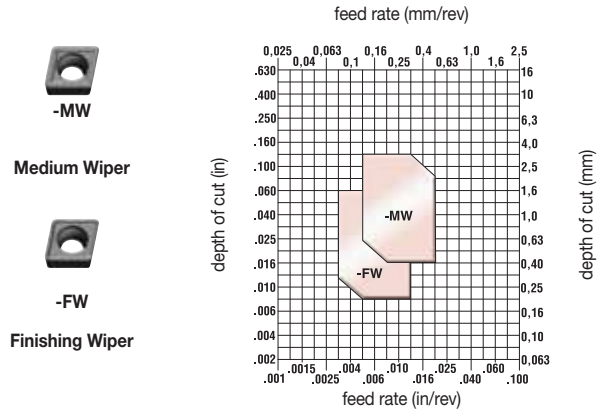 -MW
Medium Wiper
-FW
Finishing Wiper
feed rate (mm/rev)
0,025 0,063 0,16 0,4 1,0 2,5
0,04 0,1 0,25 0,63 1,6
depth of cut (in)
.630
.400
.250
.160
.100
.060
.040
.025
.016
.010
.006
.004
.002
-MW
-FW
16
10
6,3
4,0
2,5
1,6
1,0
0,63
0,40
0,25
0,16
0,10
0,063
depth of cut (mm)
.0015 .004 .010 .025 .060
.001 .0025 .006 .016 .040 .100
feed rate (in/rev)